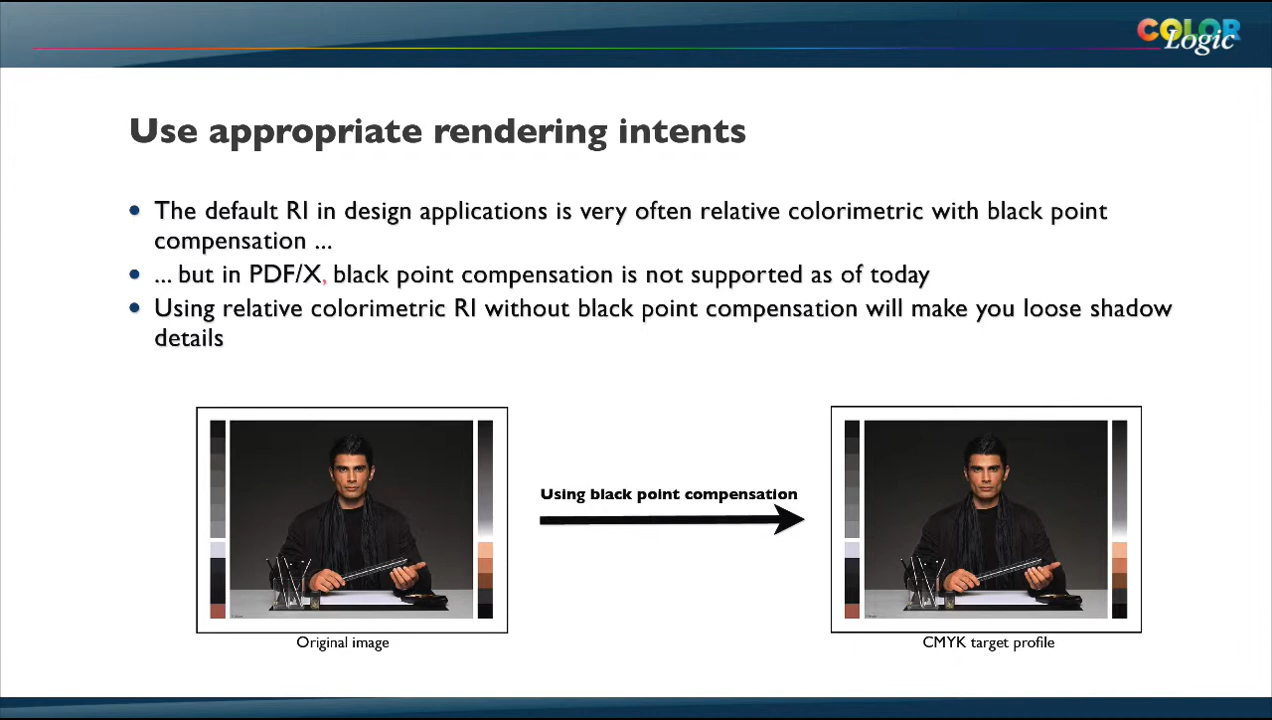 COLOR
Logic
Use appropriate rendering intents
• The default RI in design applications is very often relative colorimetric with black point
compensation ...
• ... but in PDF/X, black point compensation is not supported as of today
• Using relative colorimetric RI without black point compensation will make you loose shadow
details
Using black point compensation
Original image
CMYK target profile